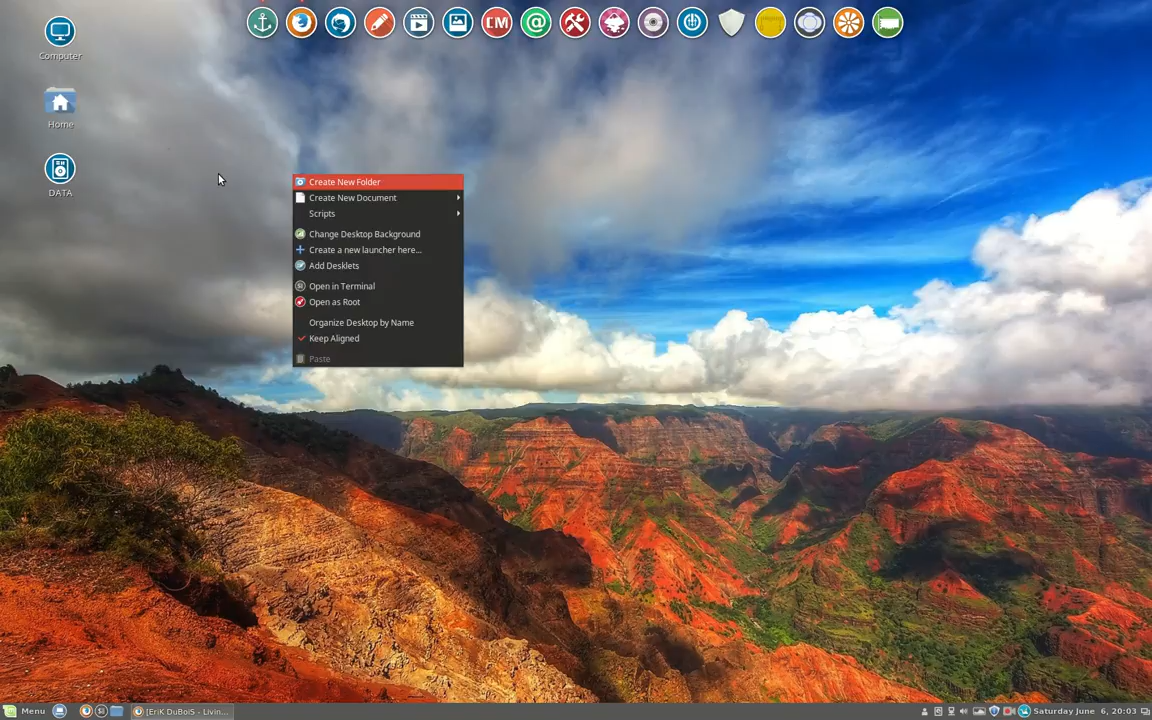 Computer
Home
DATA
CM
@
Create New Folder
Create New Document
Scripts
Change Desktop Background
Create a new launcher here...
Add Desklets
Open in Terminal
Open as Root
Organize Desktop by Name
Keep Aligned
Paste
Menu
[EriK DuBoiS - Livin...
Saturday June 6, 20:03